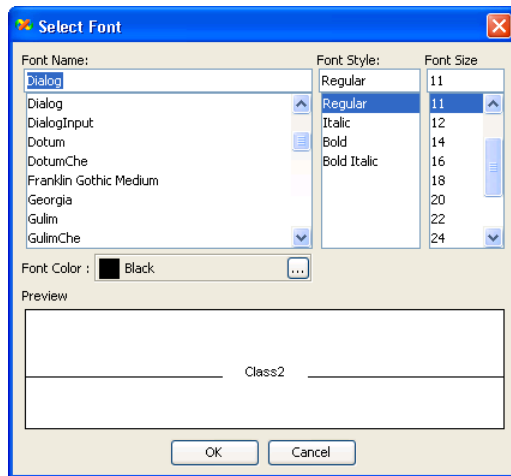 Select Font
Font Name:
Font Style:
Font Size
Dialog
Regular
11
Dialog
DialogInput
Dotum
DotumChe
Franklin Gothic Medium
Georgia
Gulim
GulimChe
Regular
Italic
Bold
Bold Italic
11
12
14
16
18
20
22
24
Font Color :
Black
...
Preview
Class2
OK
Cancel